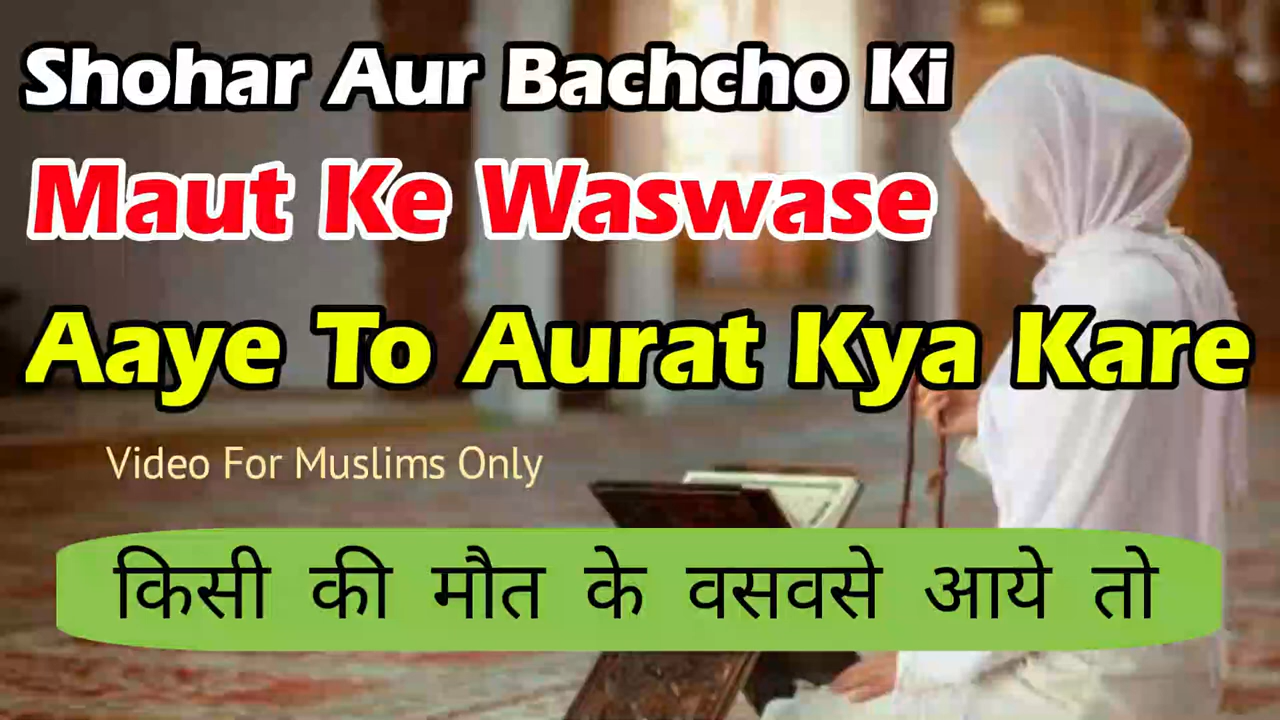 Shohar Aur Bachcho Ki
Maut Ke Waswase
Aaye To Aurat Kya Kare
Video For Muslims Only
किसी की मौत के वसवसे आये तो